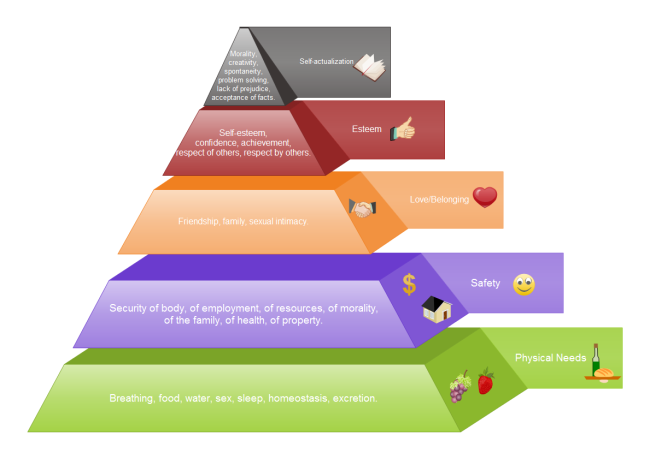 Morality,
creativity,
spontaneity,
problem solving,
lack of prejudice,
acceptance of facts.
Self-actualization
Self-esteem,
confidence, achievement,
respect of others, respect by others.
Esteem
Friendship, family, sexual intimacy.
Love/Belonging
Security of body, of employment, of resources, of morality,
of the family, of health, of property.
Safety
Breathing, food, water, sex, sleep, homeostasis, excretion.
Physical Needs